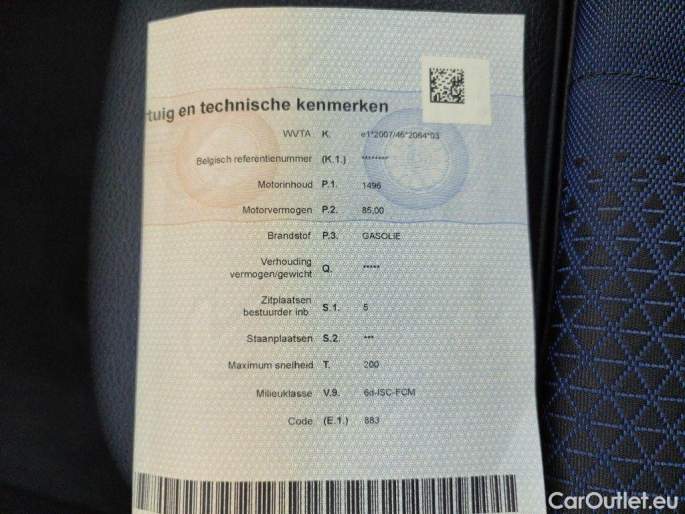 rtuig en technische kenmerken
WVTA K. e1*2007/46*2064*03
Belgisch referentienummer (K.1.) ********
Motorinhoud P.1. 1496
Motorvermogen P.2. 85,00
Brandstof P.3. GASOLIE
Verhouding
vermogen/gewicht Q. *****
Zitplaatsen
bestuurder inb. S.1. 5
Staanplaatsen S.2. ***
Maximum snelheid T. 200
Milieuklasse V.9. 6d-ISC-FCM
Code (E.1.) 883
CarOutlet.eu